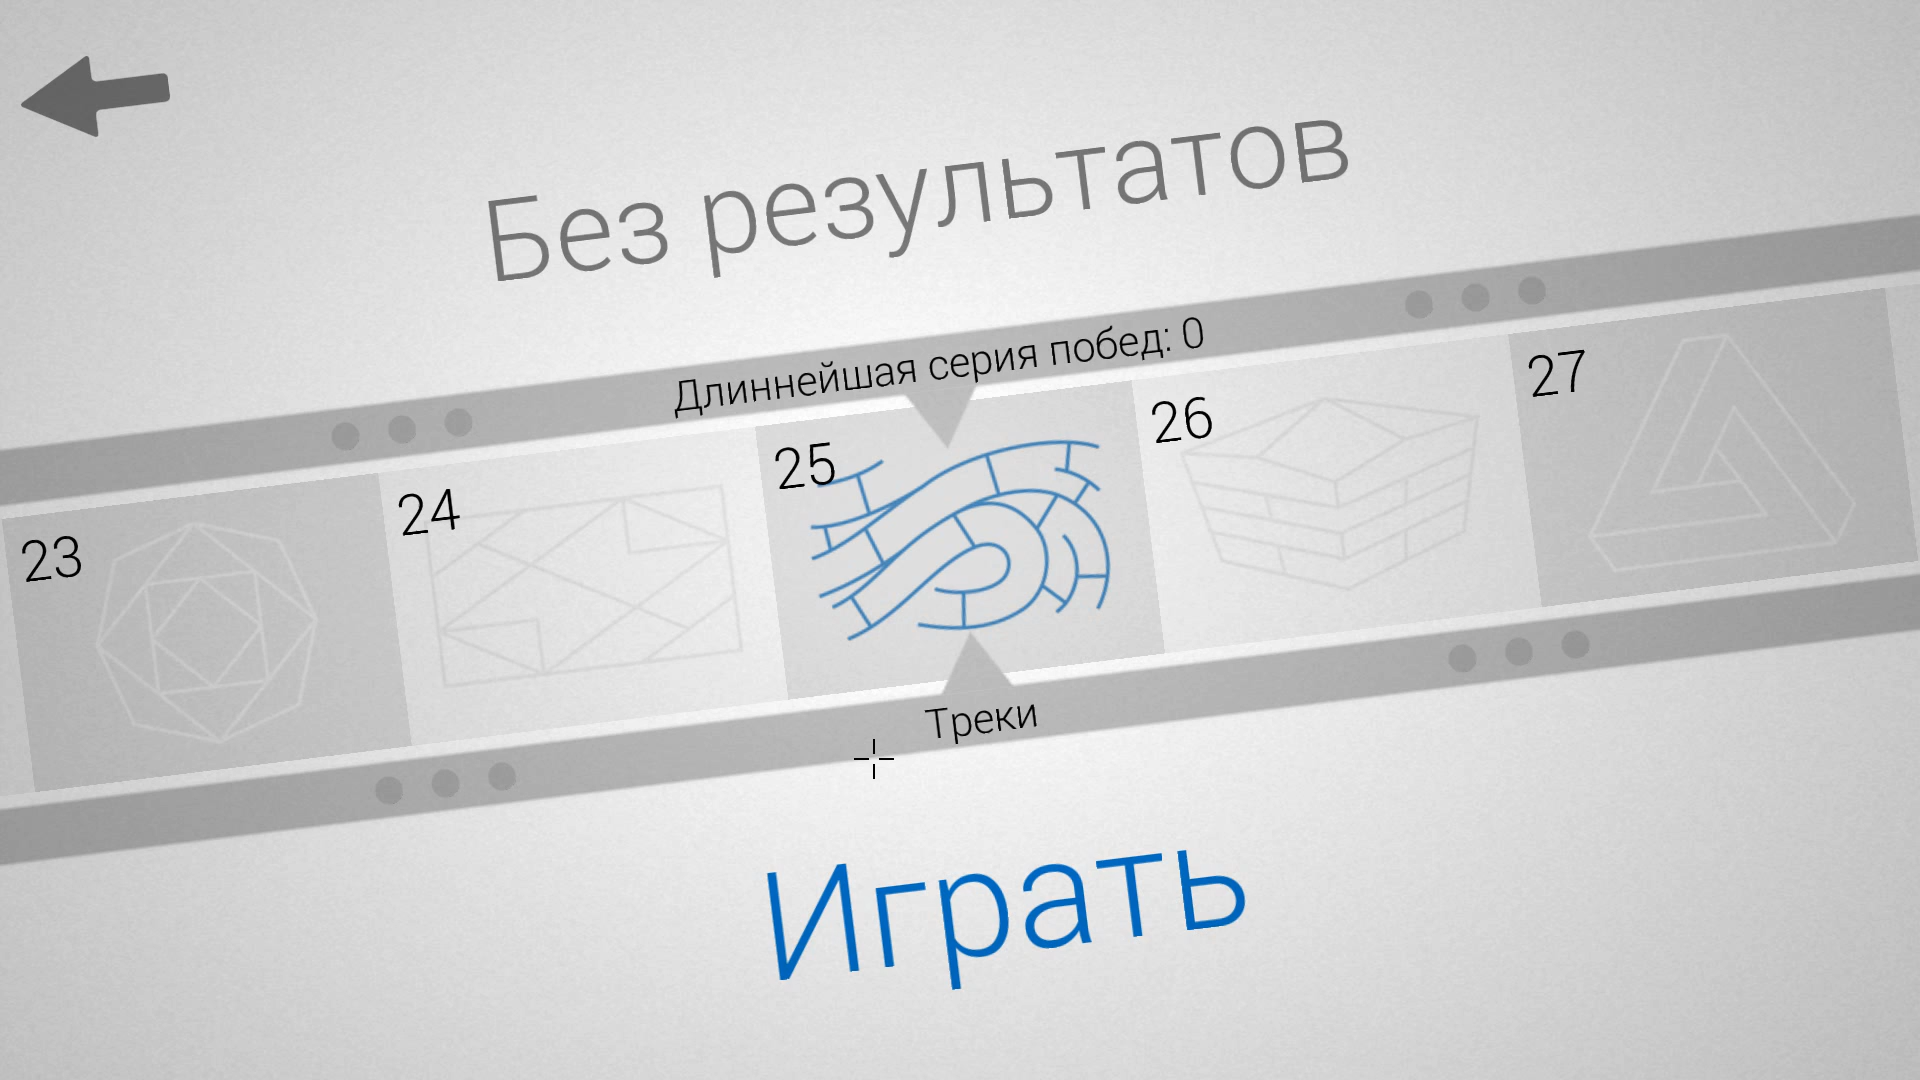 Без результатов
Длиннейшая серия побед: 0
23
24
25
26
27
Треки
Играть